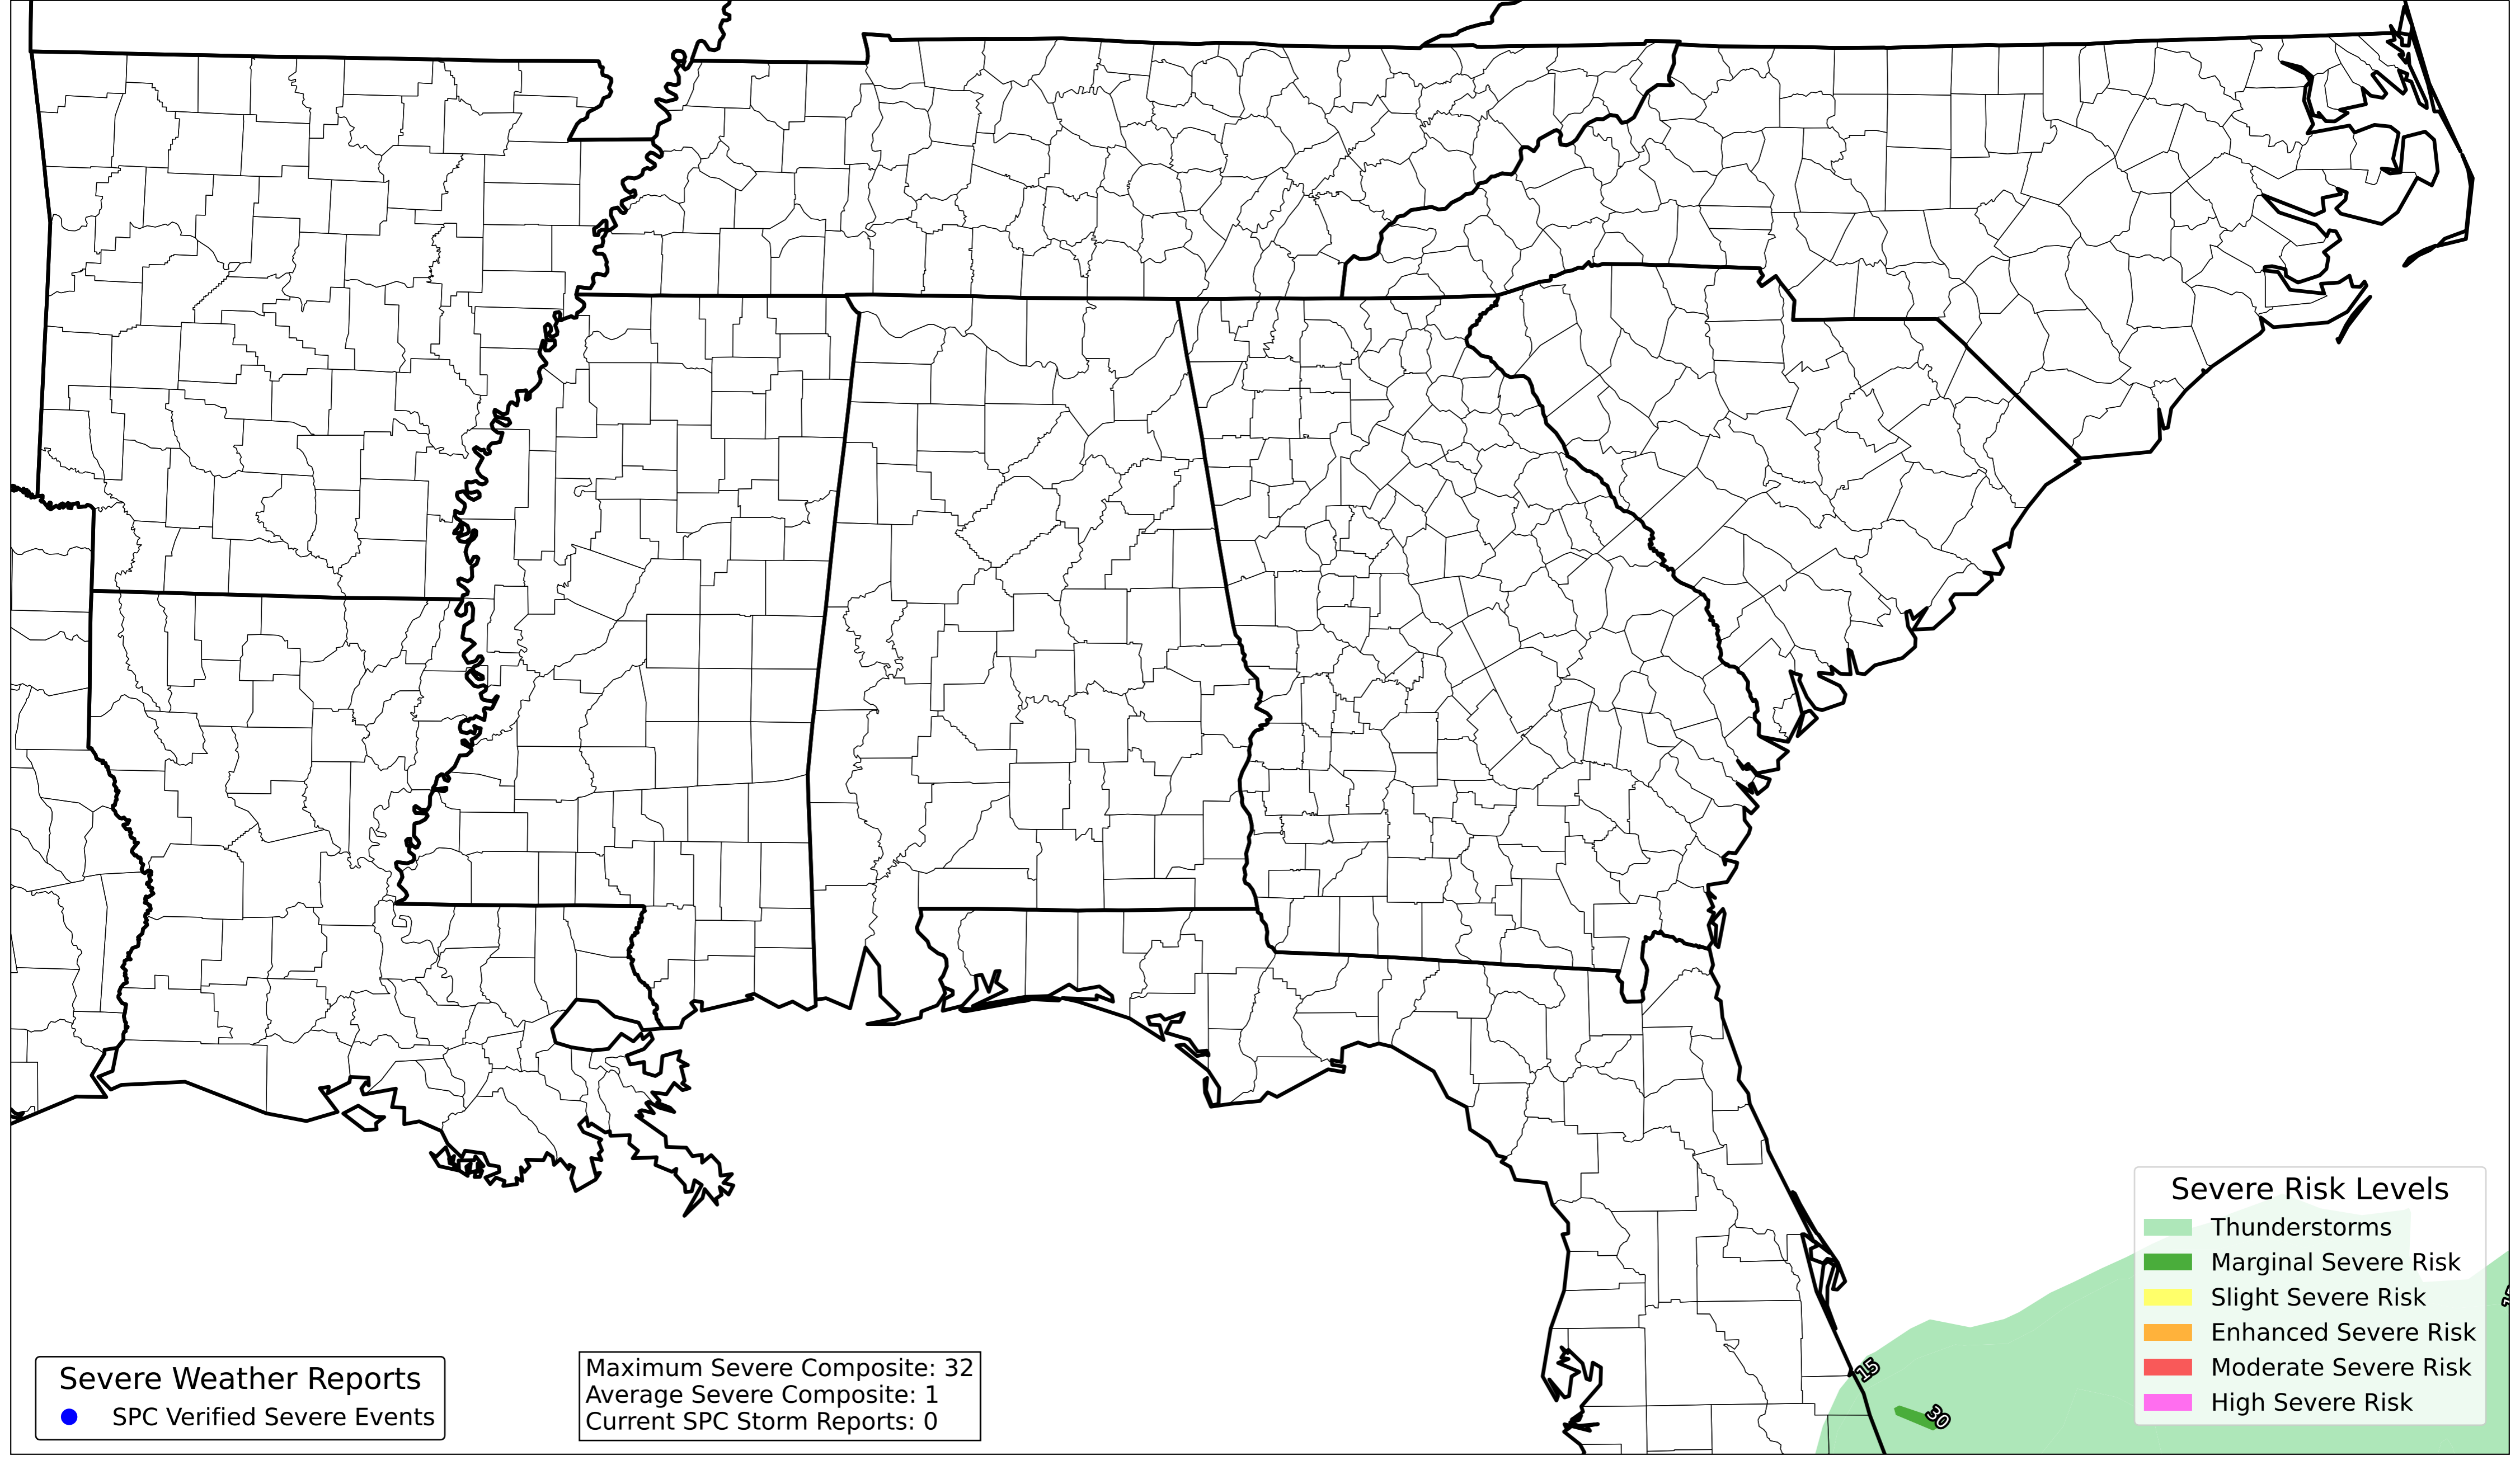 Severe Risk Levels
Thunderstorms
Marginal Severe Risk
Slight Severe Risk
Enhanced Severe Risk
Moderate Severe Risk
High Severe Risk
15
30
Severe Weather Reports
SPC Verified Severe Events
Maximum Severe Composite: 32
Average Severe Composite: 1
Current SPC Storm Reports: 0